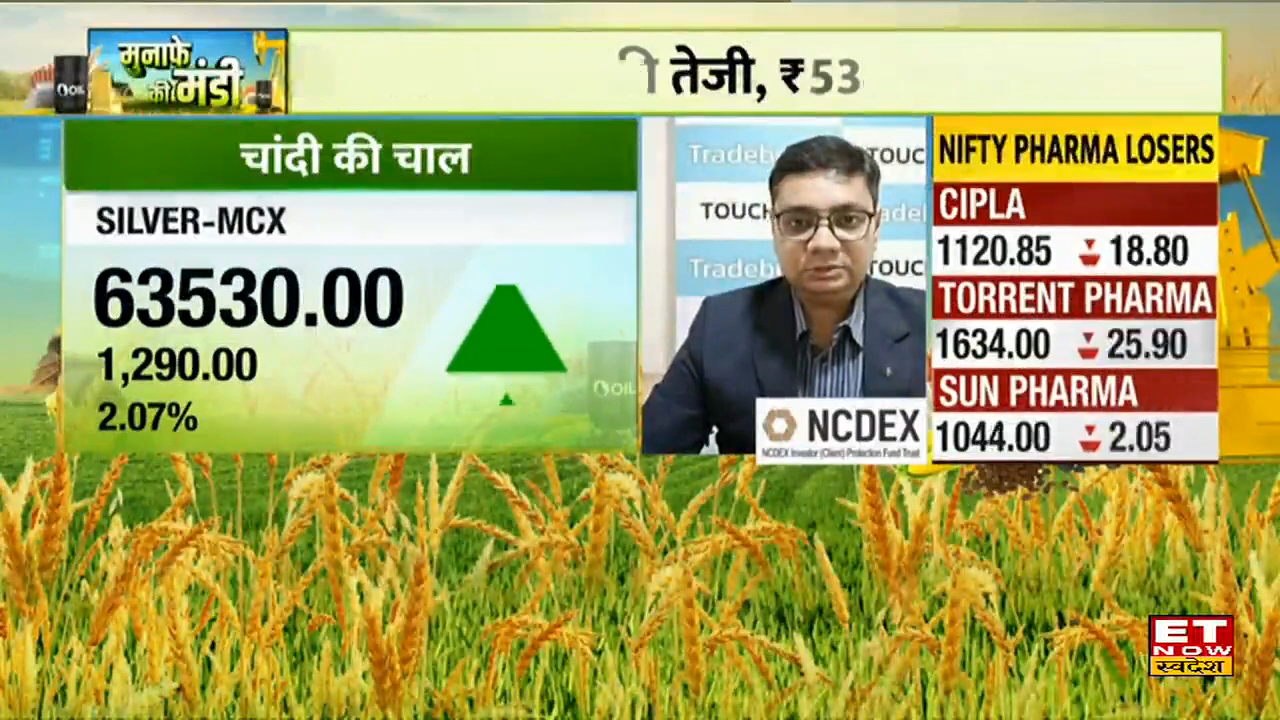 मुनाफे
की मंडी
तेजी, ₹53
OIL
चांदी की चाल
SILVER-MCX
63530.00
1,290.00
2.07%
OIL
TOUCH
NCDEX
NCDEX Investor (Client) Protection Fund Trust
NIFTY PHARMA LOSERS
CIPLA
1120.85 18.80
TORRENT PHARMA
1634.00 25.90
SUN PHARMA
1044.00 2.05
ET
NOW
स्वदेश